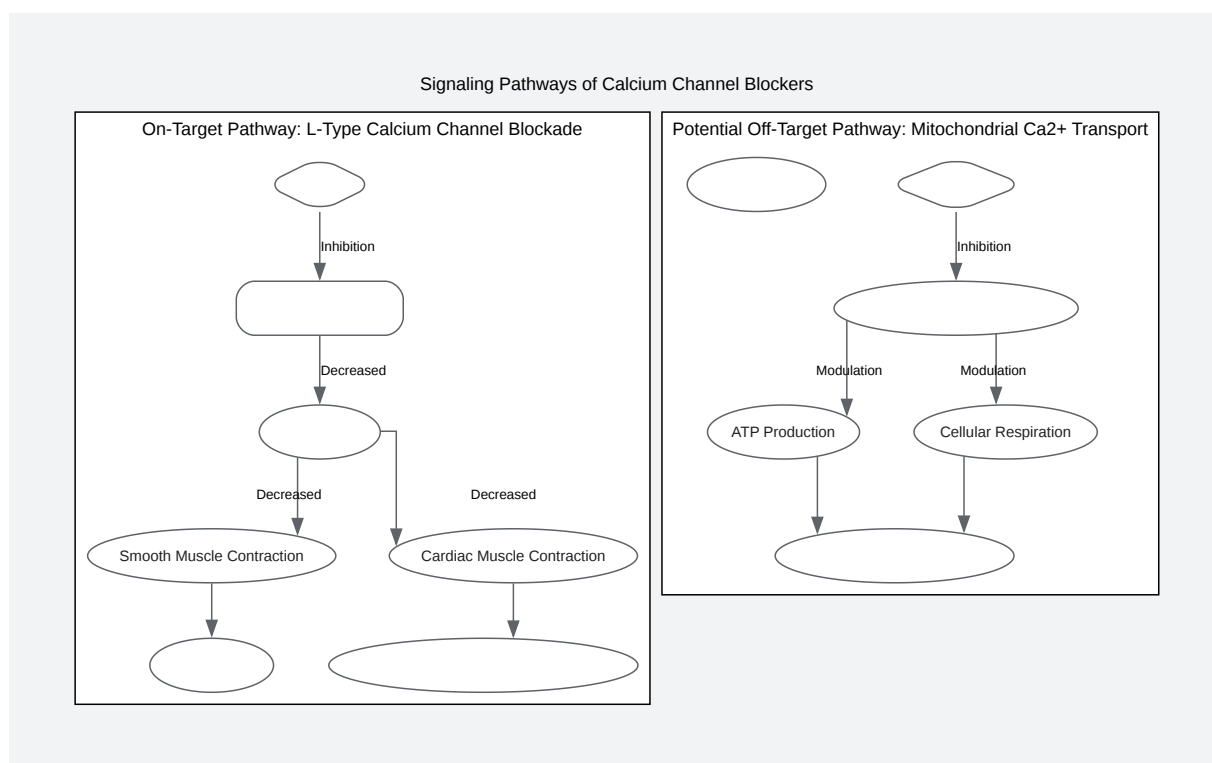 Signaling Pathways of Calcium Channel Blockers
On-Target Pathway: L-Type Calcium Channel Blockade
Inhibition
Decreased
Decreased
Decreased
Smooth Muscle Contraction
Cardiac Muscle Contraction
Potential Off-Target Pathway: Mitochondrial Ca2+ Transport
Inhibition
Modulation
Modulation
ATP Production
Cellular Respiration